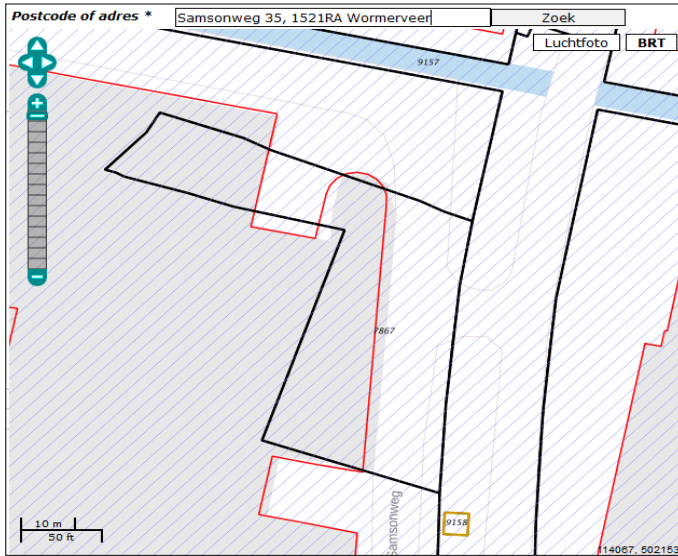 Postcode of adres *
Samsonweg 35, 1521RA Wormerveer
Zoek
Luchtfoto
BRT
9157
+
−
7867
Samsonweg
9158
10 m
50 ft
114067, 502153